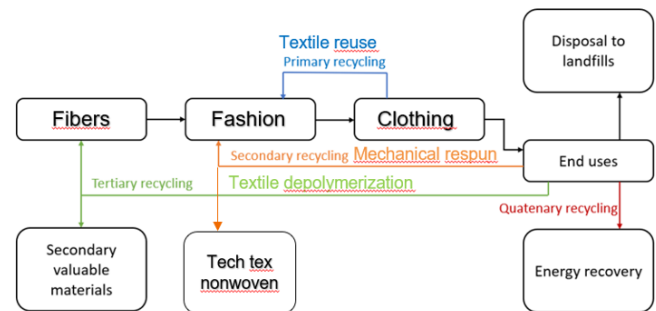 Textile reuse
Primary recycling
Disposal to
landfills
Fibers
Fashion
Clothing
Secondary recycling Mechanical respun
End uses
Tertiary recycling Textile depolymerization
Quatenary recycling
Secondary
valuable
materials
Tech tex
nonwoven
Energy recovery